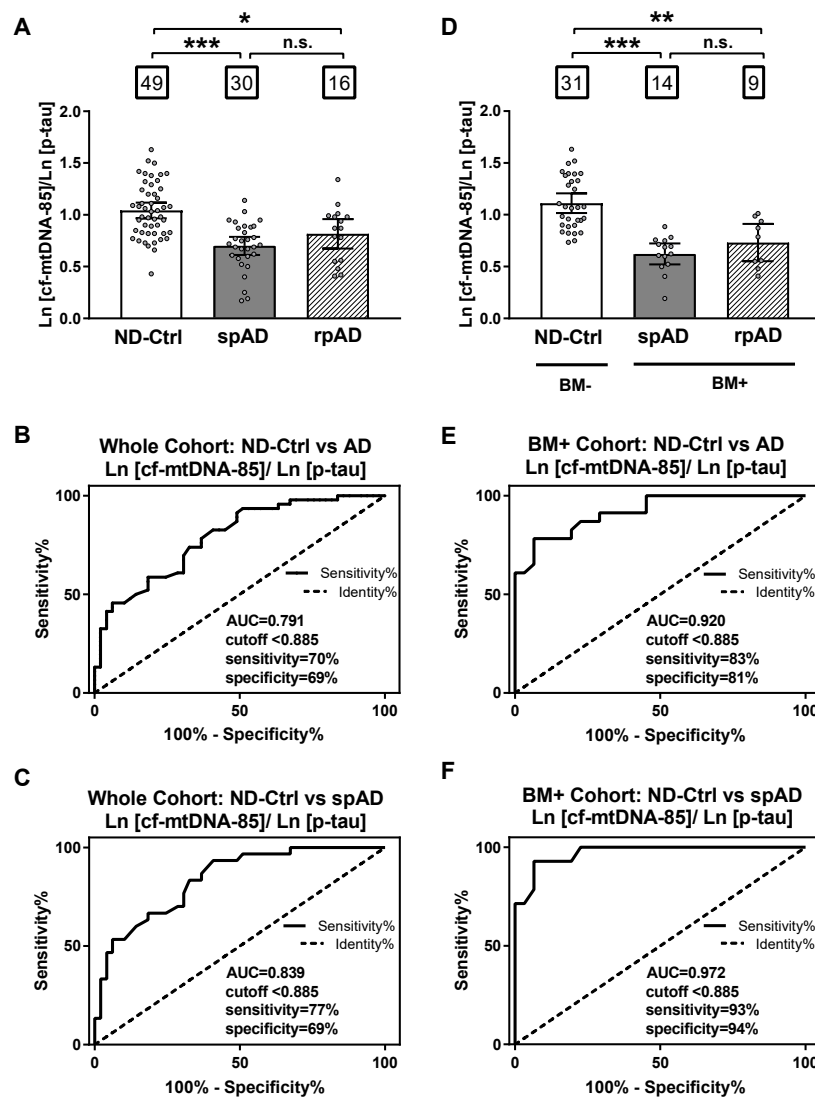 A
*
***
n.s.
49
30
16
Ln [cf-mtDNA-85]/Ln [p-tau]
2.0
1.5
1.0
0.5
0.0
ND-Ctrl
spAD
rpAD
D
**
***
n.s.
31
14
9
Ln [cf-mtDNA-85]/Ln [p-tau]
2.0
1.5
1.0
0.5
0.0
ND-Ctrl
spAD
rpAD
BM-
BM+
B
Whole Cohort: ND-Ctrl vs AD
Ln [cf-mtDNA-85]/ Ln [p-tau]
Sensitivity%
100
50
0
Sensitivity%
Identity%
AUC=0.791
cutoff <0.885
sensitivity=70%
specificity=69%
0
50
100
100% - Specificity%
E
BM+ Cohort: ND-Ctrl vs AD
Ln [cf-mtDNA-85]/ Ln [p-tau]
Sensitivity%
100
50
0
Sensitivity%
Identity%
AUC=0.920
cutoff <0.885
sensitivity=83%
specificity=81%
0
50
100
100% - Specificity%
C
Whole Cohort: ND-Ctrl vs spAD
Ln [cf-mtDNA-85]/ Ln [p-tau]
Sensitivity%
100
50
0
Sensitivity%
Identity%
AUC=0.839
cutoff <0.885
sensitivity=77%
specificity=69%
0
50
100
100% - Specificity%
F
BM+ Cohort: ND-Ctrl vs spAD
Ln [cf-mtDNA-85]/ Ln [p-tau]
Sensitivity%
100
50
0
Sensitivity%
Identity%
AUC=0.972
cutoff <0.885
sensitivity=93%
specificity=94%
0
50
100
100% - Specificity%